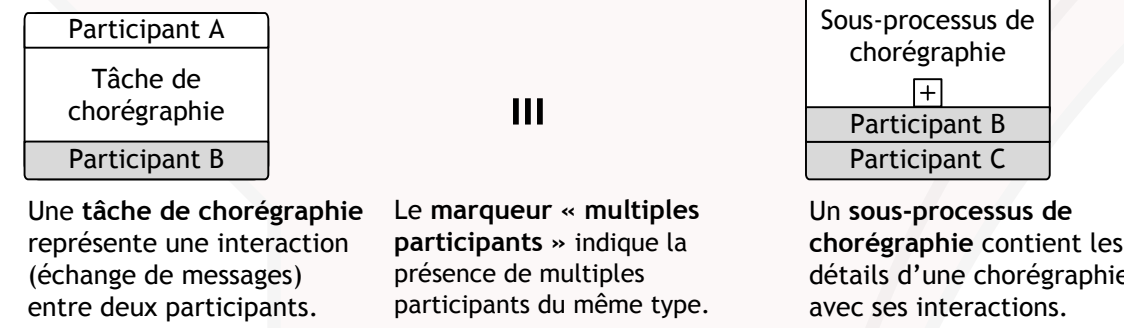 Participant A
Tâche de
chorégraphie
Participant B
Une tâche de chorégraphie
représente une interaction
(échange de messages)
entre deux participants.
Le marqueur « multiples
participants » indique la
présence de multiples
participants du même type.
Sous-processus de
chorégraphie
+
Participant B
Participant C
Un sous-processus de
chorégraphie contient les
détails d’une chorégraphie
avec ses interactions.